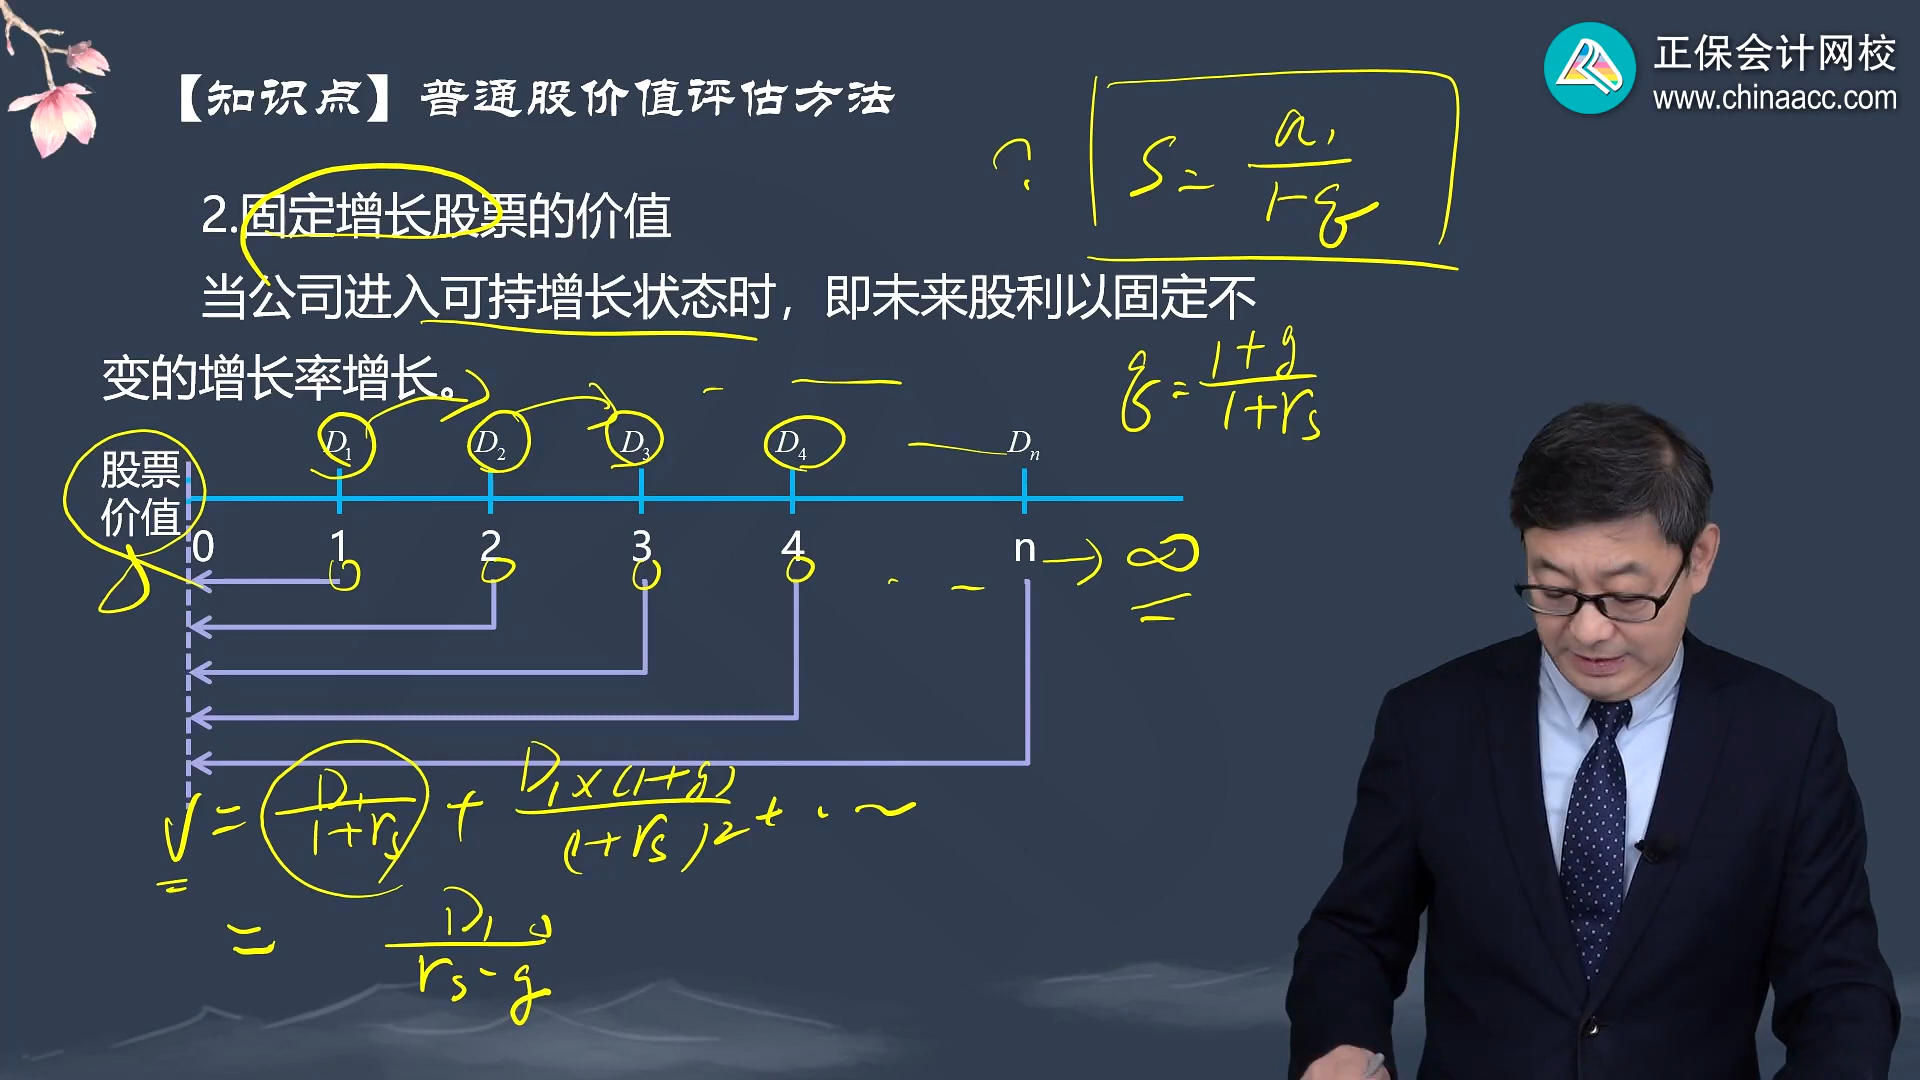 正保会计网校
www.chinaacc.com
【知识点】普通股价值评估方法
S = a₁ / (1-q)
2.固定增长股票的价值
当公司进入可持增长状态时，即未来股利以固定不
变的增长率增长。
q = (1+g) / (1+rs)
D₁ D₂ D₃ D₄ Dₙ
股票
价值
0 1 2 3 4 n → ∞
V = D₁ / (1+rs) + D₁×(1+g) / (1+rs)² + · ~
= D₁ / (rs-g)